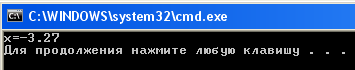 C:\WINDOWS\system32\cmd.exe
x=-3.27
Для продолжения нажмите любую клавишу . . .